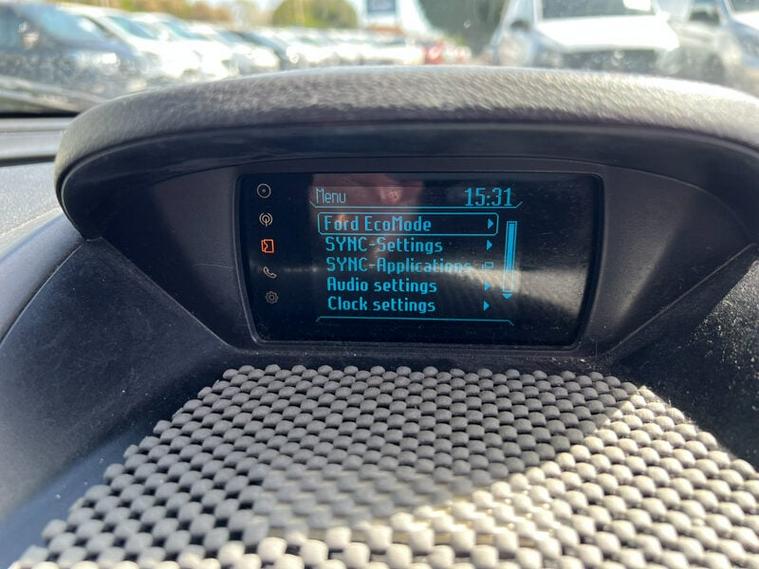 Menu 15:31
Ford EcoMode
SYNC-Settings
SYNC-Applications
Audio settings
Clock settings